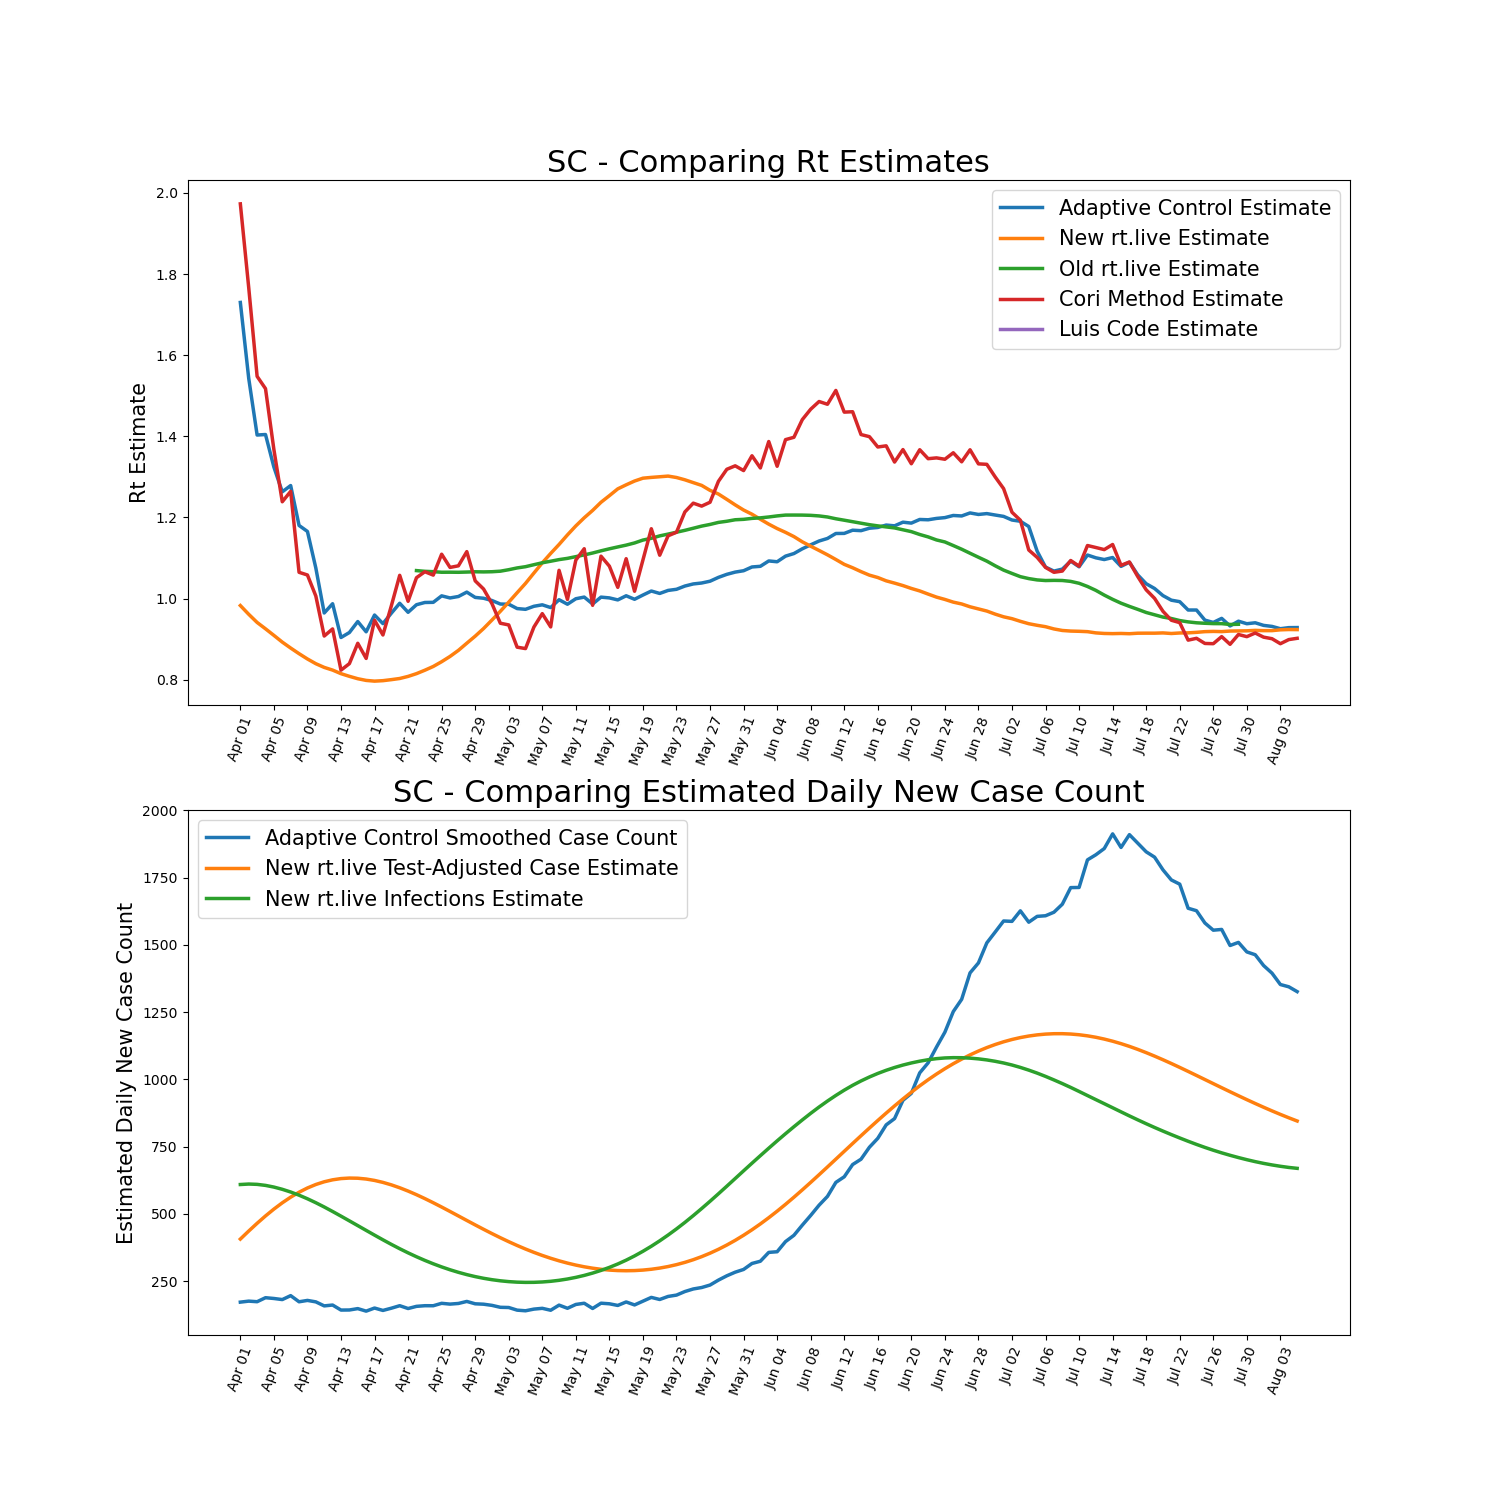 SC - Comparing Rt Estimates
Rt Estimate
2.0
1.8
1.6
1.4
1.2
1.0
0.8
Adaptive Control Estimate
New rt.live Estimate
Old rt.live Estimate
Cori Method Estimate
Luis Code Estimate
Apr 01
Apr 05
Apr 09
Apr 13
Apr 17
Apr 21
Apr 25
Apr 29
May 03
May 07
May 11
May 15
May 19
May 23
May 27
May 31
Jun 04
Jun 08
Jun 12
Jun 16
Jun 20
Jun 24
Jun 28
Jul 02
Jul 06
Jul 10
Jul 14
Jul 18
Jul 22
Jul 26
Jul 30
Aug 03
SC - Comparing Estimated Daily New Case Count
Estimated Daily New Case Count
2000
1750
1500
1250
1000
750
500
250
Adaptive Control Smoothed Case Count
New rt.live Test-Adjusted Case Estimate
New rt.live Infections Estimate
Apr 01
Apr 05
Apr 09
Apr 13
Apr 17
Apr 21
Apr 25
Apr 29
May 03
May 07
May 11
May 15
May 19
May 23
May 27
May 31
Jun 04
Jun 08
Jun 12
Jun 16
Jun 20
Jun 24
Jun 28
Jul 02
Jul 06
Jul 10
Jul 14
Jul 18
Jul 22
Jul 26
Jul 30
Aug 03